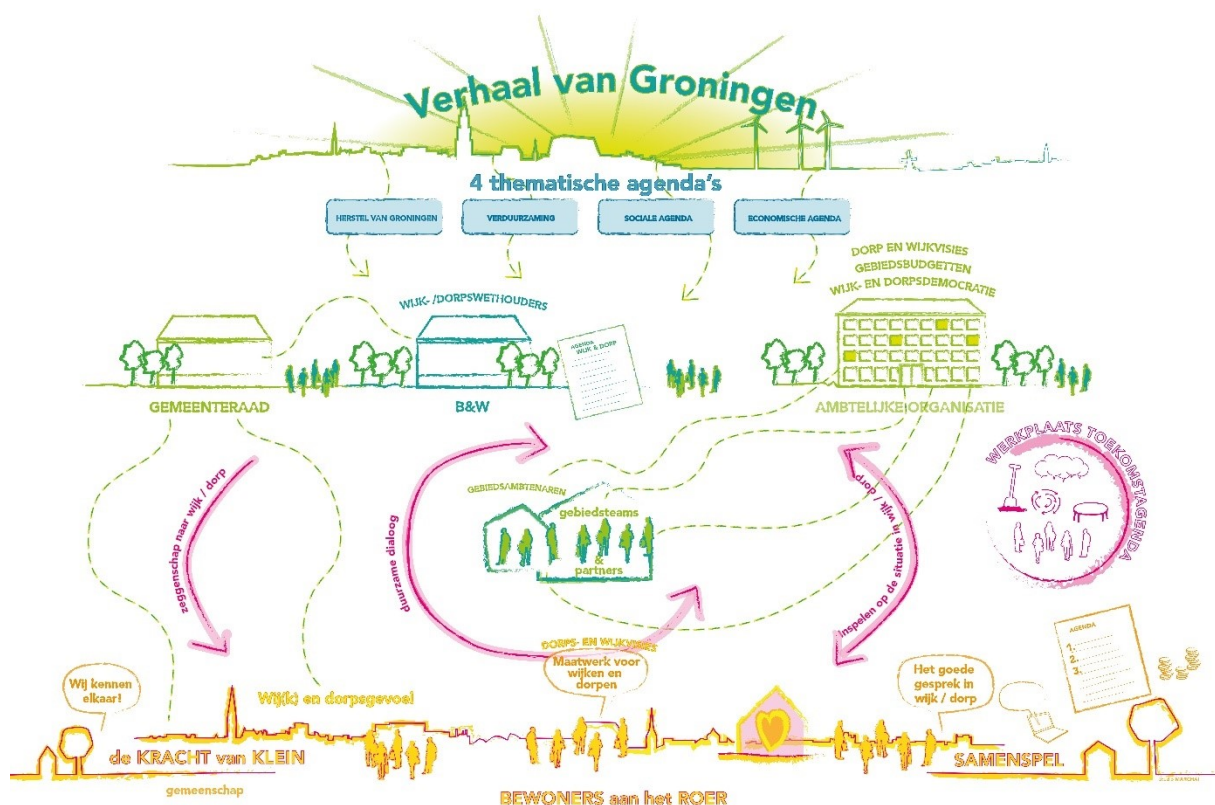 Verhaal van Groningen
4 thematische agenda's
HERSTEL VAN GRONINGEN
VERDUURZAMING
SOCIALE AGENDA
ECONOMISCHE AGENDA
DORP EN WIJKVISIES
GEBIEDSBUDGETTEN
WIJK- EN DORPSDEMOCRATIE
WIJK- /DORPSWETHOUDERS
AGENDA
WIJK & DORP
GEMEENTERAAD
B&W
AMBTELIJKE ORGANISATIE
WERKPLAATS TOEKOMSTAGENDA
zeggenschap naar wijk / dorp
duurzame dialoog
GEBIEDSAMBTENAREN
gebiedsteams
&
partners
Inspelen op de situatie in wijk / dorp
DORPS- EN WIJKVISIES
Maatwerk voor
wijken en
dorpen
AGENDA
1.
2.
3.
Wij kennen
elkaar!
Wij(k) en dorpsgevoel
Het goede
gesprek in
wijk / dorp
de KRACHT van KLEIN
SAMENSPEL
gemeenschap
BEWONERS aan het ROER